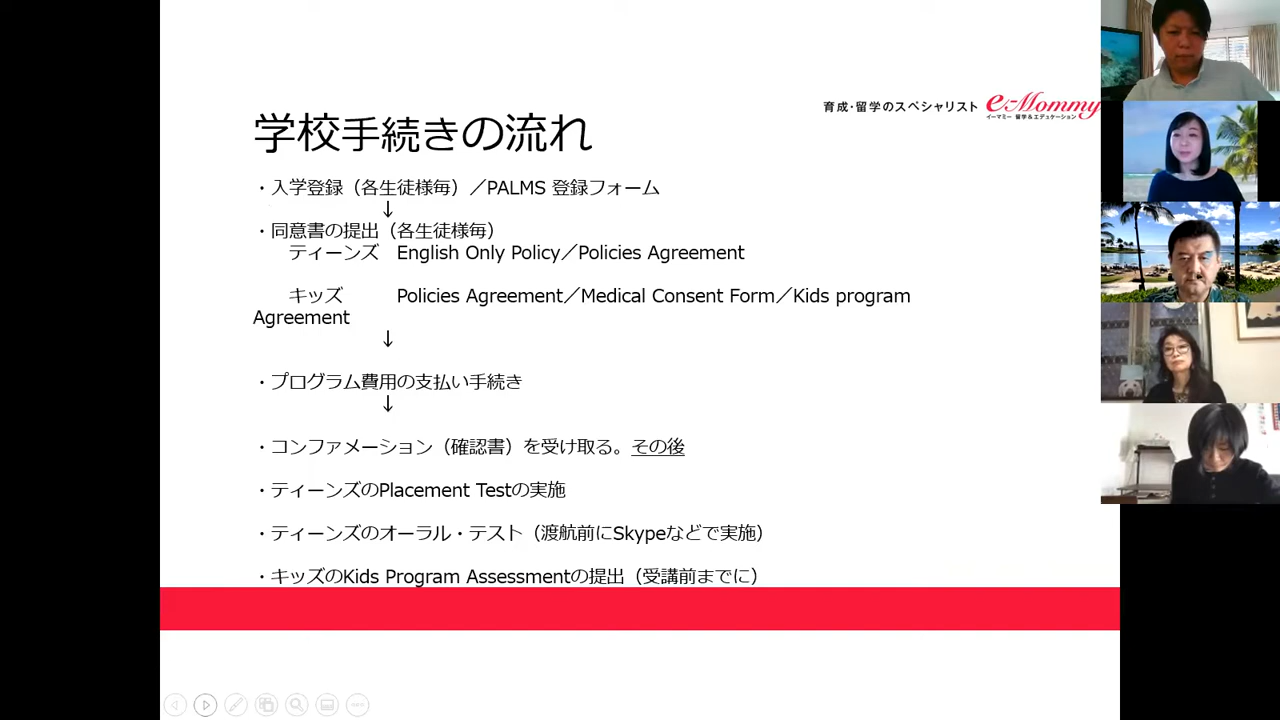 育成・留学のスペシャリスト e-Mommy
イーマミー 留学&エデュケーション
学校手続きの流れ
・入学登録（各生徒様毎）／PALMS 登録フォーム
↓
・同意書の提出（各生徒様毎）
ティーンズ English Only Policy／Policies Agreement
キッズ Policies Agreement／Medical Consent Form／Kids program
Agreement
↓
・プログラム費用の支払い手続き
↓
・コンファメーション（確認書）を受け取る。その後
・ティーンズのPlacement Testの実施
・ティーンズのオーラル・テスト（渡航前にSkypeなどで実施）
・キッズのKids Program Assessmentの提出（受講前までに）